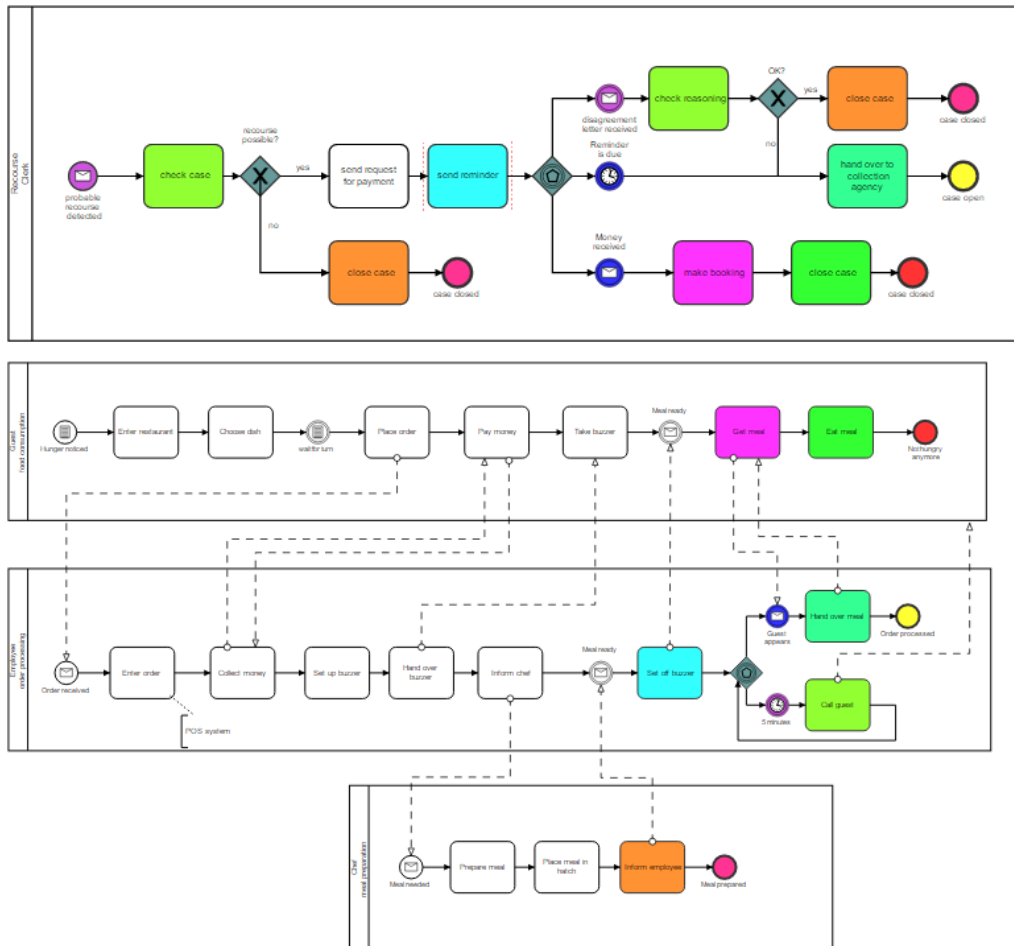 Recourse
Clerk
probable
recourse
detected
check case
recourse
possible?
yes
no
send request
for payment
send reminder
close case
case closed
disagreement
letter received
check reasoning
OK?
yes
no
close case
case closed
Reminder
is due
hand over to
collection
agency
case open
Money
received
make booking
close case
case closed
Guest
food consumption
Hunger noticed
Enter restaurant
Choose dish
wait for turn
Place order
Pay money
Take buzzer
Meal ready
Get meal
Eat meal
Not hungry
anymore
Employee
order processing
Order received
Enter order
POS system
Collect money
Set up buzzer
Hand over
buzzer
Inform chef
Meal ready
Set off buzzer
Guest
appears
Hand over meal
Order processed
5 minutes
Call guest
Chef
meal preparation
Meal needed
Prepare meal
Place meal in
hatch
Inform employee
Meal prepared